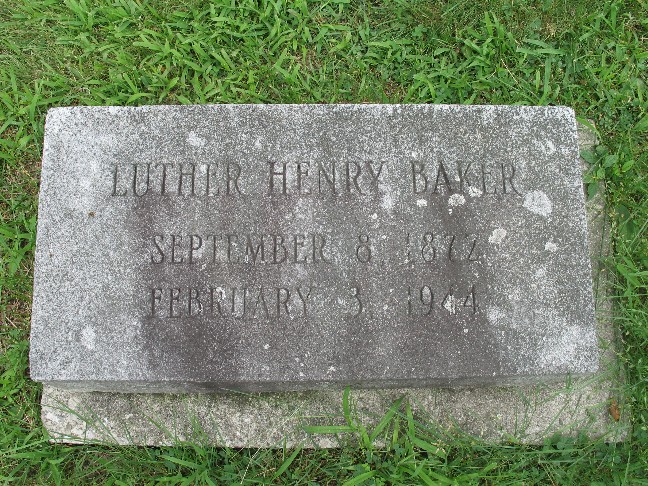 LUTHER HENRY BAKER
SEPTEMBER 8 1872
FEBRUARY 3 1944